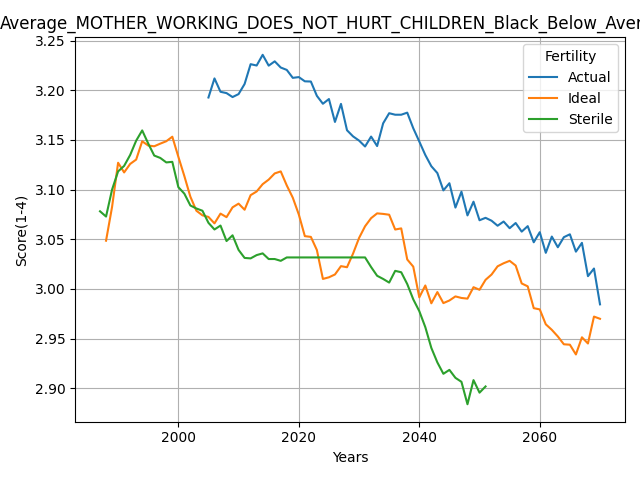 Average_MOTHER_WORKING_DOES_NOT_HURT_CHILDREN_Black_Below_Aver
Fertility
Actual
Ideal
Sterile
Score(1-4)
3.25
3.20
3.15
3.10
3.05
3.00
2.95
2.90
2000 2020 2040 2060
Years